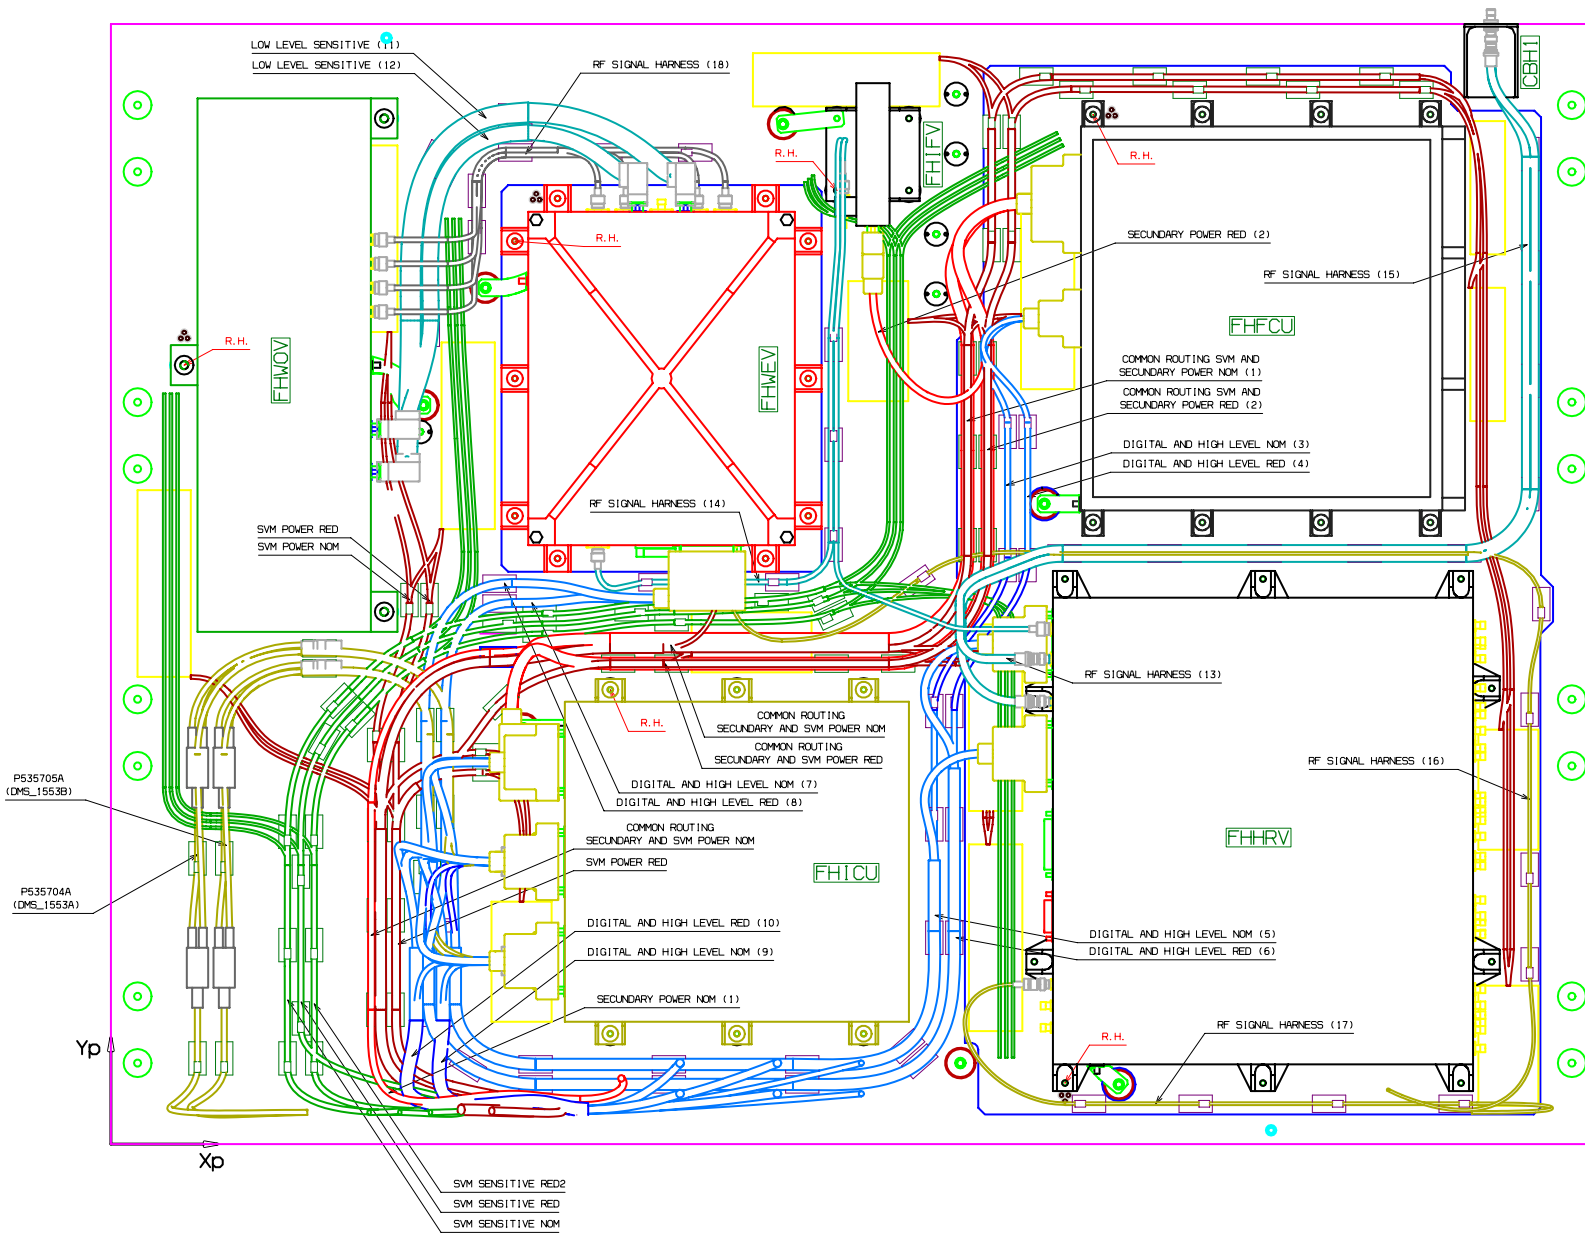 LOW LEVEL SENSITIVE (11)
LOW LEVEL SENSITIVE (12)
RF SIGNAL HARNESS (18)
CBH1
FHIFV
R.H.
R.H.
R.H.
SECUNDARY POWER RED (2)
RF SIGNAL HARNESS (15)
R.H.
FHWOV
FHWEV
FHFCU
COMMON ROUTING SVM AND
SECUNDARY POWER NOM (1)
COMMON ROUTING SVM AND
SECUNDARY POWER RED (2)
DIGITAL AND HIGH LEVEL NOM (3)
DIGITAL AND HIGH LEVEL RED (4)
RF SIGNAL HARNESS (14)
SVM POWER RED
SVM POWER NOM
RF SIGNAL HARNESS (13)
R.H.
COMMON ROUTING
SECUNDARY AND SVM POWER NOM
COMMON ROUTING
SECUNDARY AND SVM POWER RED
RF SIGNAL HARNESS (16)
P535705A
(DMS_1553B)
DIGITAL AND HIGH LEVEL NOM (7)
DIGITAL AND HIGH LEVEL RED (8)
COMMON ROUTING
SECUNDARY AND SVM POWER NOM
SVM POWER RED
FHICU
FHHRV
P535704A
(DMS_1553A)
DIGITAL AND HIGH LEVEL RED (10)
DIGITAL AND HIGH LEVEL NOM (9)
DIGITAL AND HIGH LEVEL NOM (5)
DIGITAL AND HIGH LEVEL RED (6)
SECUNDARY POWER NOM (1)
RF SIGNAL HARNESS (17)
R.H.
Yp
Xp
SVM SENSITIVE RED2
SVM SENSITIVE RED
SVM SENSITIVE NOM